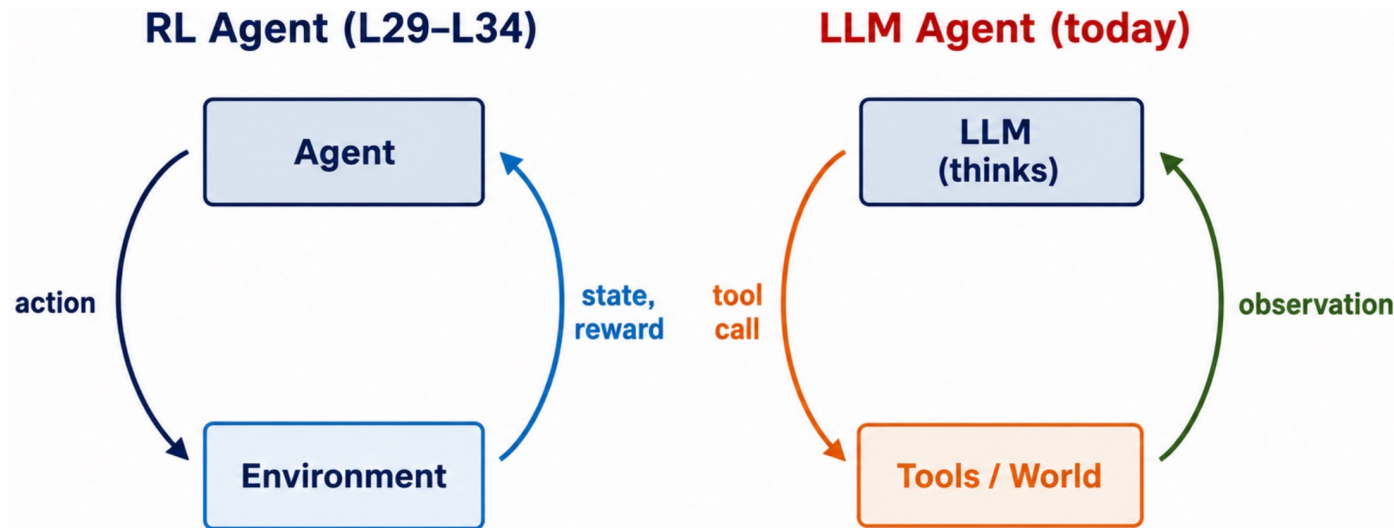 RL Agent (L29–L34)
Agent
action
state,
reward
Environment
LLM Agent (today)
LLM
(thinks)
tool
call
observation
Tools / World